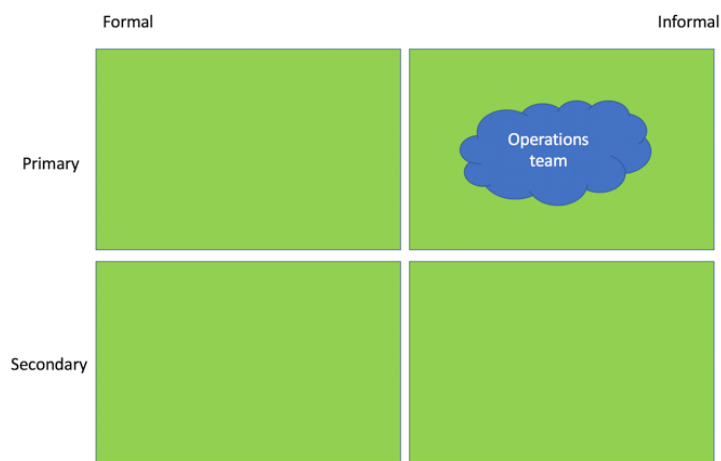 Formal
Informal
Primary
Operations
team
Secondary